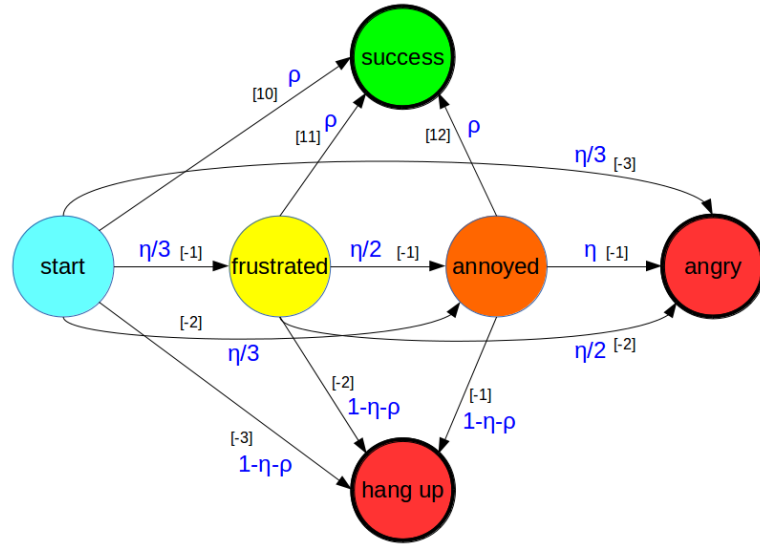 success
[10] ρ
[11] ρ
[12] ρ
η/3 [-3]
start
η/3 [-1]
frustrated
η/2 [-1]
annoyed
η [-1]
angry
[-2]
η/3
η/2 [-2]
[-2]
1-η-ρ
[-1]
1-η-ρ
[-3]
1-η-ρ
hang up